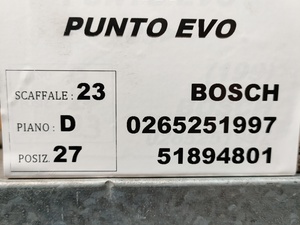 PUNTO EVO
SCAFFALE : 23 BOSCH
PIANO : D 0265251997
POSIZ. 27 51894801